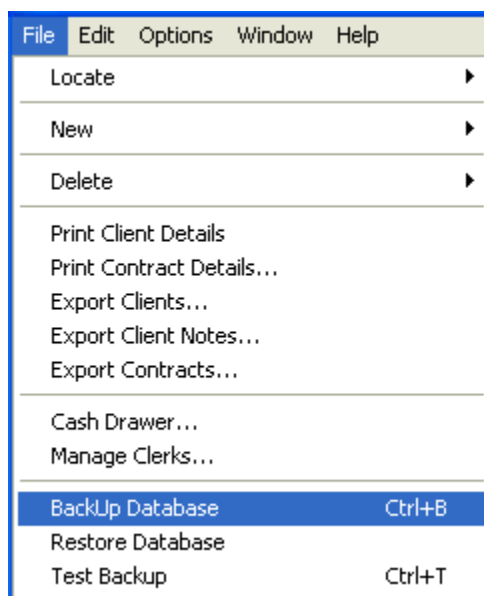 File Edit Options Window Help
Locate
New
Delete
Print Client Details
Print Contract Details...
Export Clients...
Export Client Notes...
Export Contracts...
Cash Drawer...
Manage Clerks...
BackUp Database Ctrl+B
Restore Database
Test Backup Ctrl+T